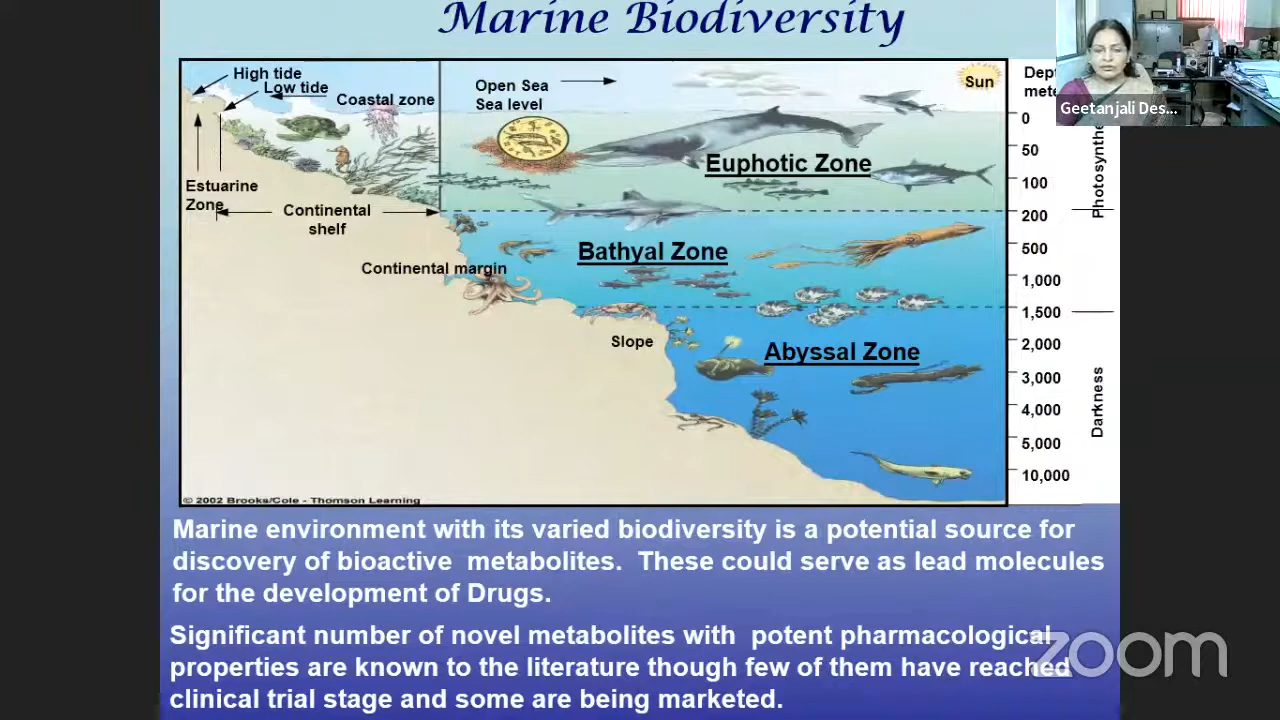 Marine Biodiversity
High tide
Low tide
Coastal zone
Open Sea
Sea level
Sun
Dept
mete
Geetanjali Des...
0
50
100
200
500
1,000
1,500
2,000
3,000
4,000
5,000
10,000
Photosynthe
Darkness
Euphotic Zone
Estuarine
Zone
Continental
shelf
Bathyal Zone
Continental margin
Slope
Abyssal Zone
© 2002 Brooks/Cole - Thomson Learning
Marine environment with its varied biodiversity is a potential source for
discovery of bioactive metabolites. These could serve as lead molecules
for the development of Drugs.
Significant number of novel metabolites with potent pharmacological
properties are known to the literature though few of them have reached
clinical trial stage and some are being marketed.
zoom